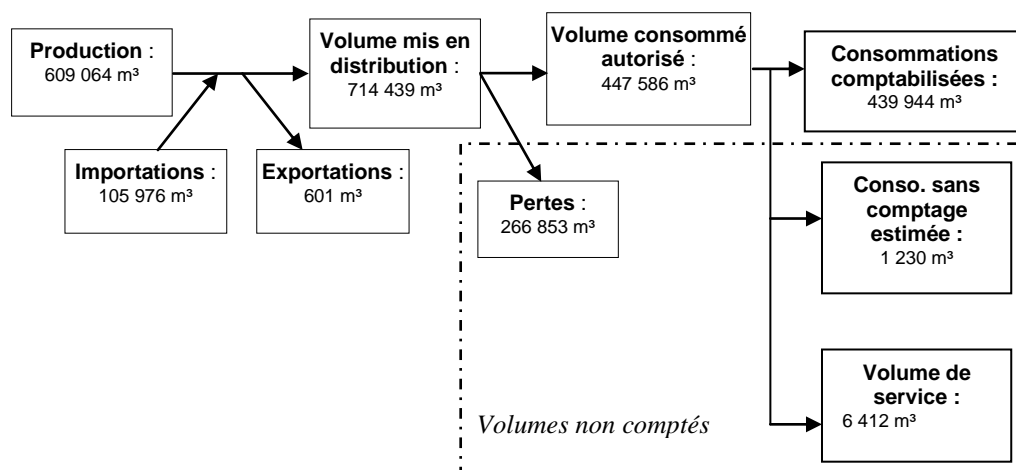 Production :
609 064 m³
Volume mis en
distribution :
714 439 m³
Volume consommé
autorisé :
447 586 m³
Consommations
comptabilisées :
439 944 m³
Importations :
105 976 m³
Exportations :
601 m³
Pertes :
266 853 m³
Conso. sans
comptage
estimée :
1 230 m³
Volume de
service :
6 412 m³
Volumes non comptés